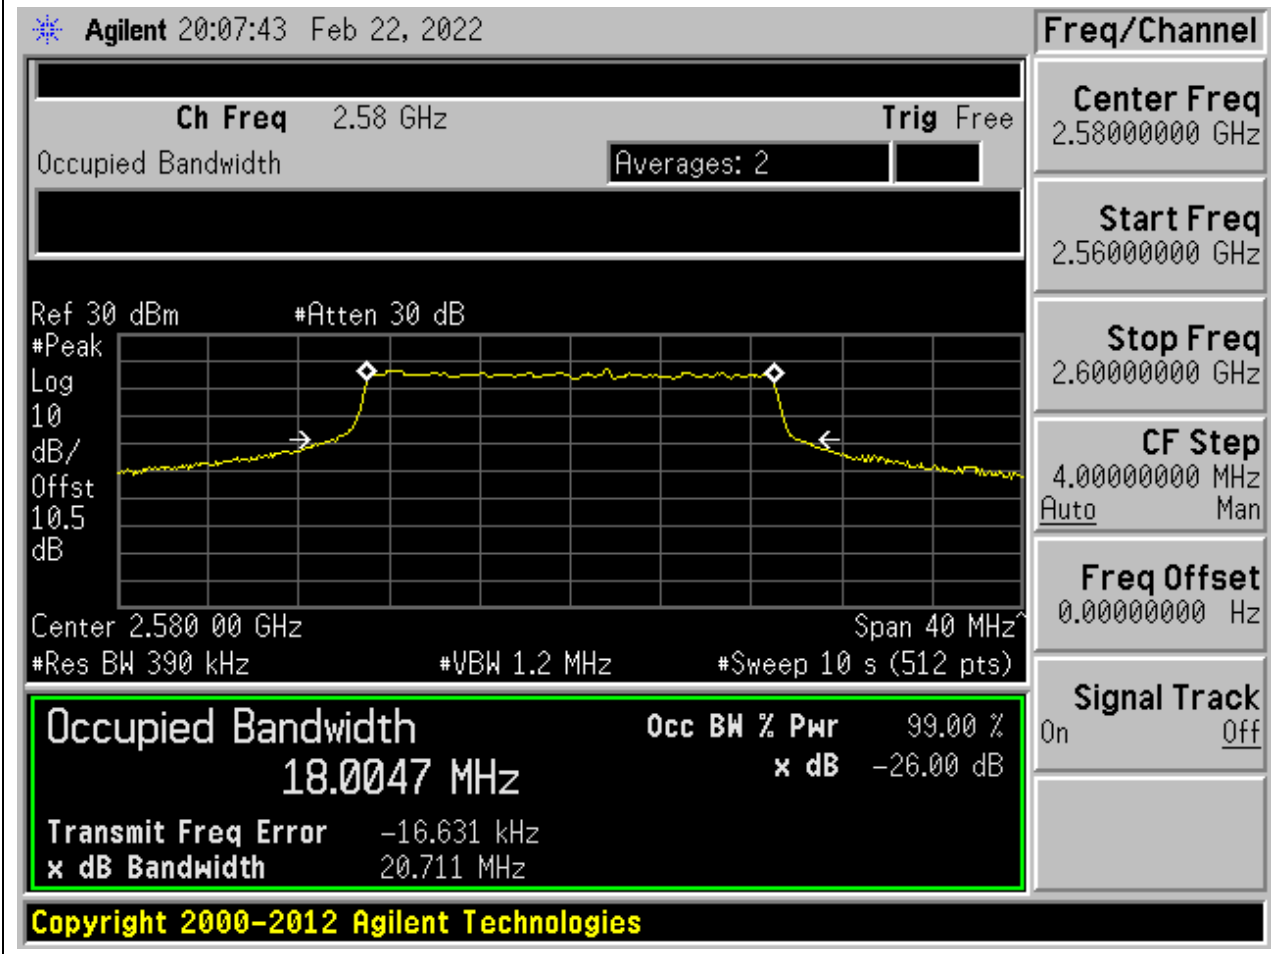 Agilent 20:07:43 Feb 22, 2022
Freq/Channel
Ch Freq 2.58 GHz Trig Free
Occupied Bandwidth Averages: 2
Ref 30 dBm #Atten 30 dB
#Peak
Log
10
dB/
Offst
10.5
dB
Center 2.580 00 GHz Span 40 MHz^
#Res BW 390 kHz #VBW 1.2 MHz #Sweep 10 s (512 pts)
Occupied Bandwidth Occ BW % Pwr 99.00 %
18.0047 MHz x dB -26.00 dB
Transmit Freq Error -16.631 kHz
x dB Bandwidth 20.711 MHz
Copyright 2000-2012 Agilent Technologies
Center Freq
2.58000000 GHz
Start Freq
2.56000000 GHz
Stop Freq
2.60000000 GHz
CF Step
4.00000000 MHz
Auto Man
Freq Offset
0.00000000 Hz
Signal Track
On Off